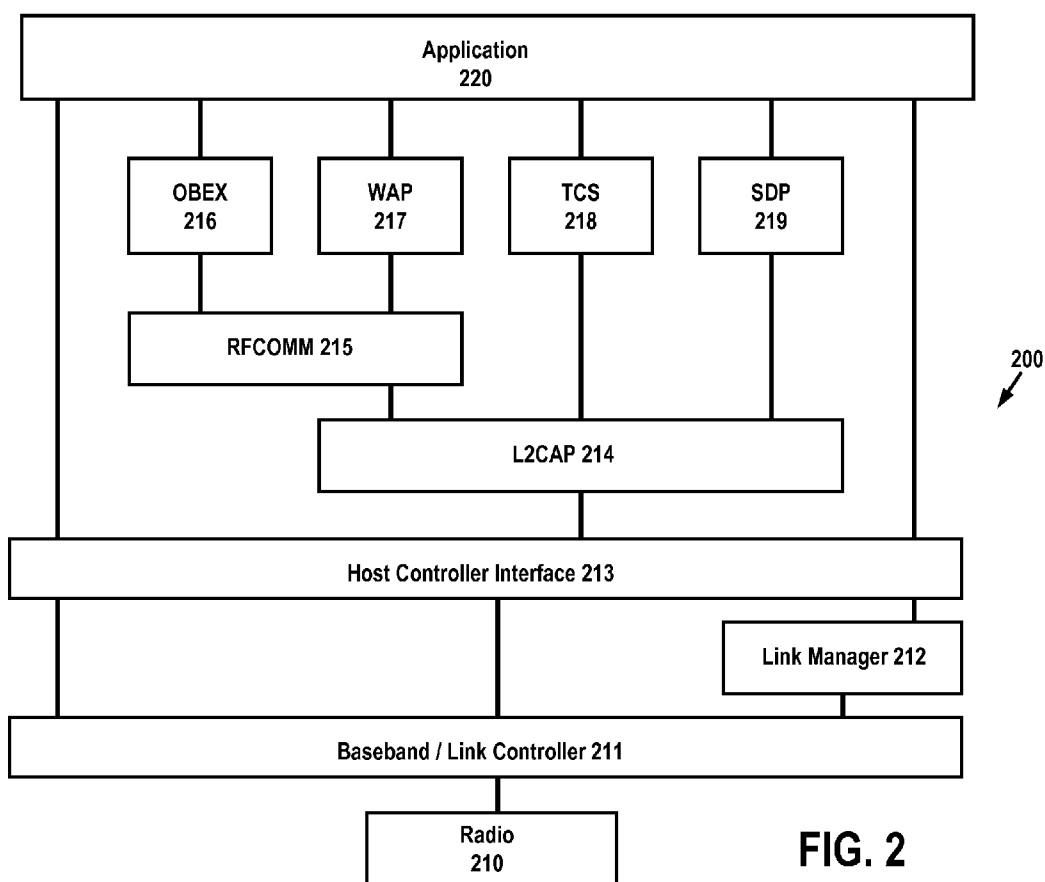 Application
220
OBEX
216
WAP
217
TCS
218
SDP
219
RFCOMM 215
200
L2CAP 214
Host Controller Interface 213
Link Manager 212
Baseband / Link Controller 211
Radio
210
FIG. 2